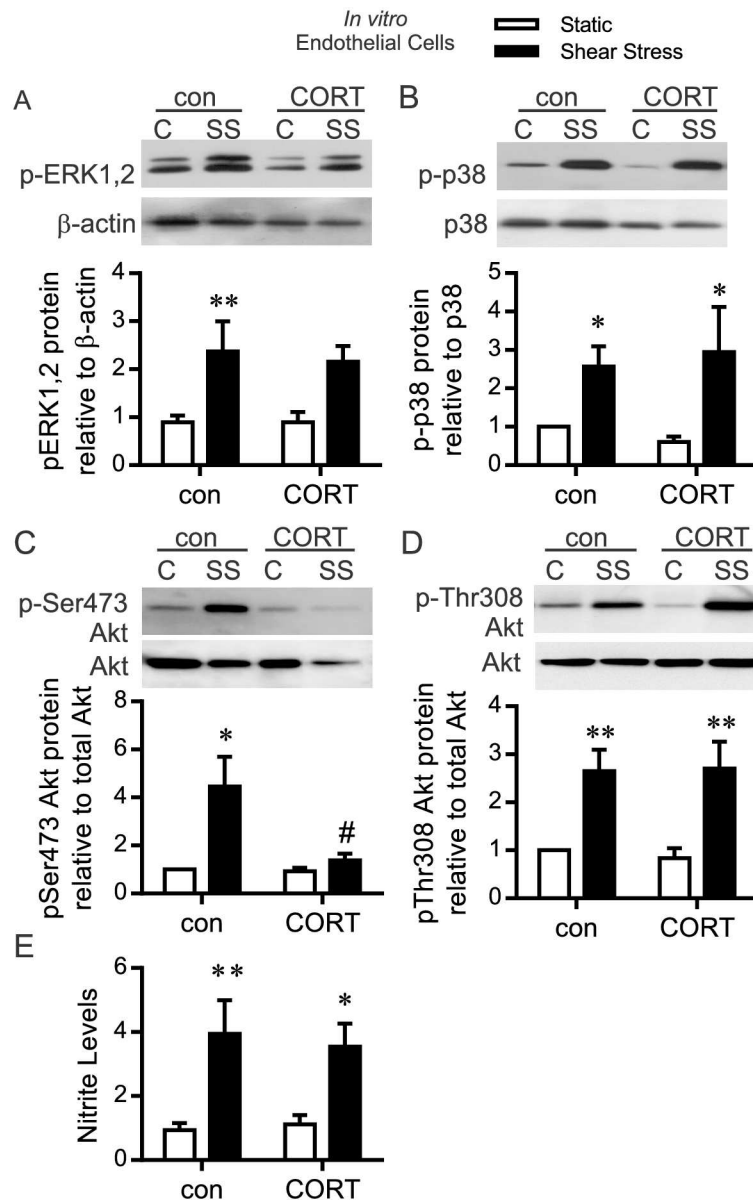 In vitro
Endothelial Cells
Static
Shear Stress
A
con CORT
C SS C SS
p-ERK1,2
β-actin
pERK1,2 protein
relative to β-actin
4
3
2
1
0
**
con CORT
B
con CORT
C SS C SS
p-p38
p38
p-p38 protein
relative to p38
5
4
3
2
1
0
* *
con CORT
C
con CORT
C SS C SS
p-Ser473
Akt
Akt
pSer473 Akt protein
relative to total Akt
8
6
4
2
0
* #
con CORT
D
con CORT
C SS C SS
p-Thr308
Akt
Akt
pThr308 Akt protein
relative to total Akt
4
3
2
1
0
** **
con CORT
E
Nitrite Levels
6
4
2
0
** *
con CORT